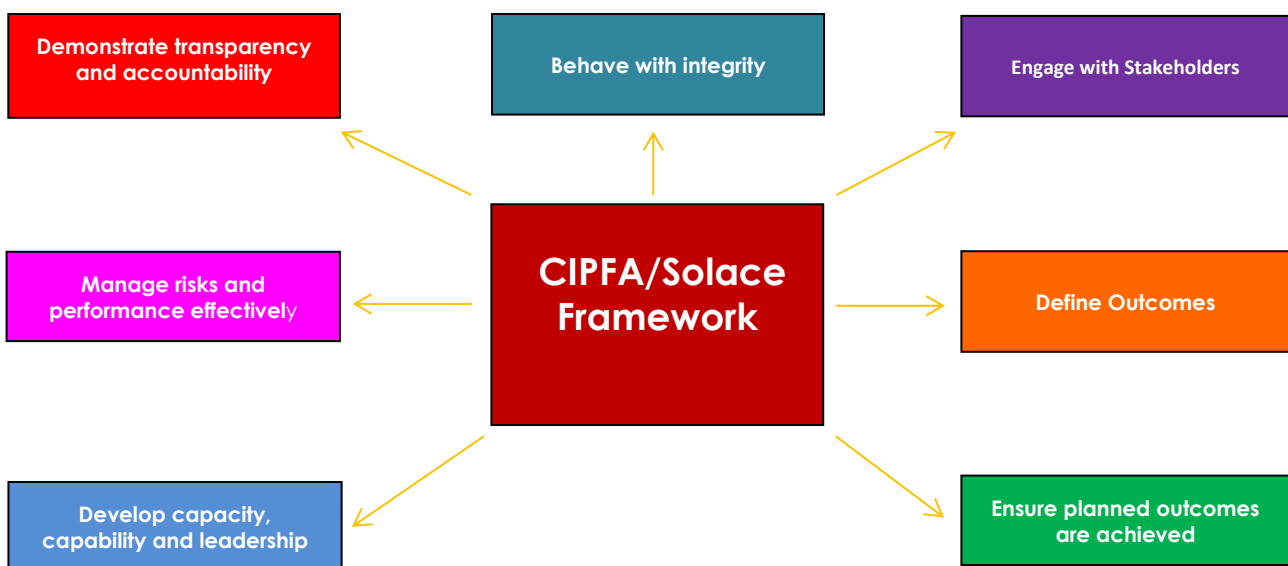 Demonstrate transparency
and accountability
Behave with integrity
Engage with Stakeholders
CIPFA/Solace
Framework
Manage risks and
performance effectively
Define Outcomes
Develop capacity,
capability and leadership
Ensure planned outcomes
are achieved